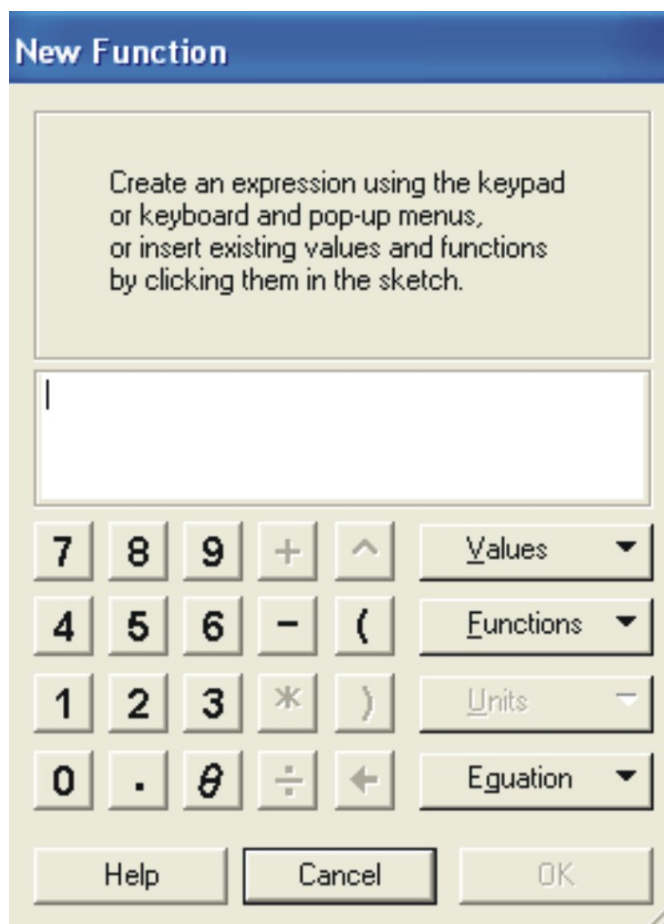 New Function
Create an expression using the keypad
or keyboard and pop-up menus,
or insert existing values and functions
by clicking them in the sketch.
7 8 9 + ^ Values
4 5 6 - ( Functions
1 2 3 * ) Units
0 . θ ÷ ← Eguation
Help Cancel OK